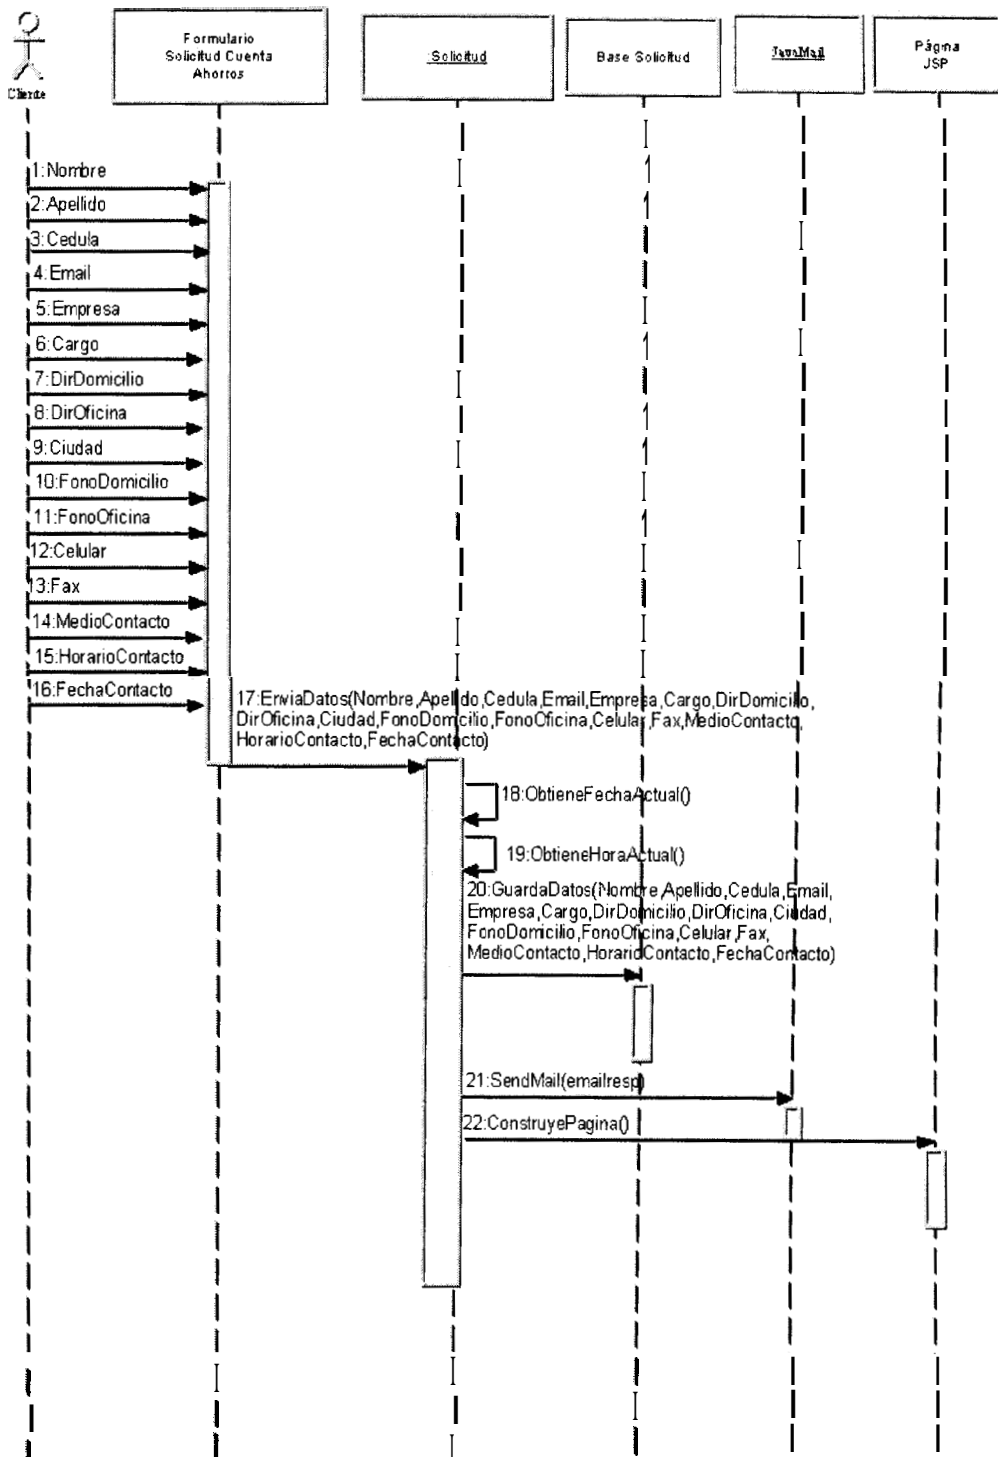 Cliente
Formulario
Solicitud Cuenta
Ahorros
:Solicitud
Base Solicitud
:JavaMail
Página
JSP
1:Nombre
2:Apellido
3:Cedula
4:Email
5:Empresa
6:Cargo
7:DirDomicilio
8:DirOficina
9:Ciudad
10:FonoDomicilio
11:FonoOficina
12:Celular
13:Fax
14:MedioContacto
15:HorarioContacto
16:FechaContacto
17:EnviaDatos(Nombre,Apellido,Cedula,Email,Empresa,Cargo,DirDomicilio,
DirOficina,Ciudad,FonoDomicilio,FonoOficina,Celular,Fax,MedioContacto,
HorarioContacto,FechaContacto)
18:ObtieneFechaActual()
19:ObtieneHoraActual()
20:GuardaDatos(Nombre,Apellido,Cedula,Email,
Empresa,Cargo,DirDomicilio,DirOficina,Ciudad,
FonoDomicilio,FonoOficina,Celular,Fax,
MedioContacto,HorarioContacto,FechaContacto)
21:SendMail(emailresp)
22:ConstruyePagina()